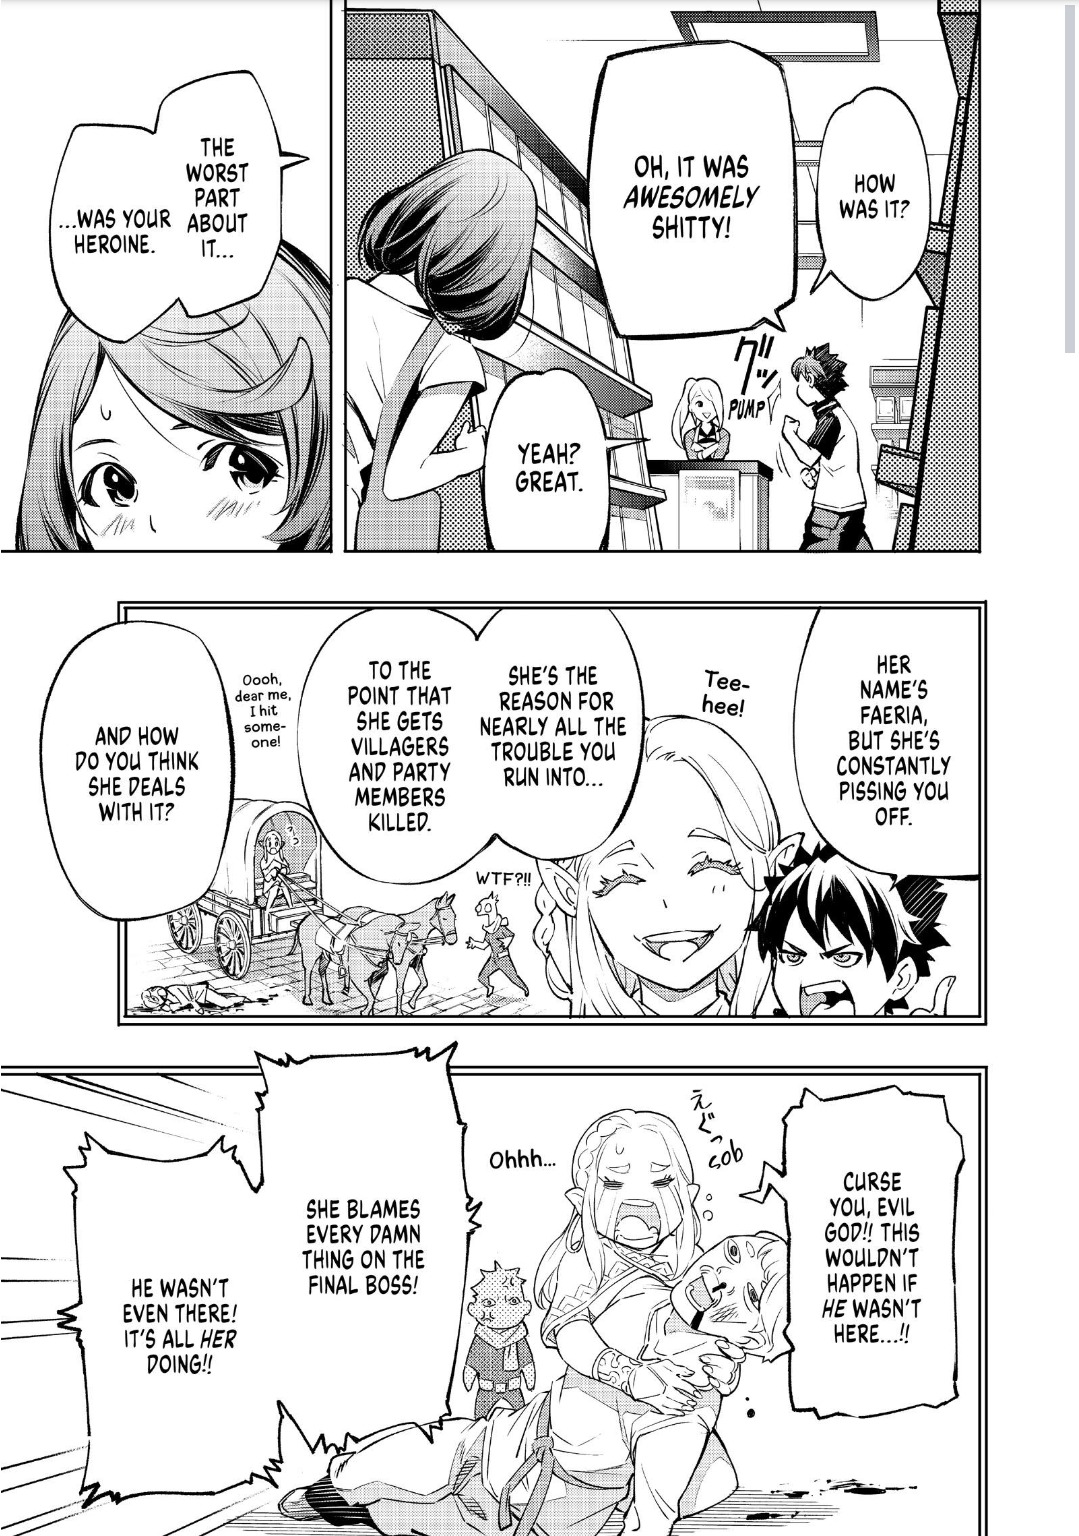 HOW
WAS IT?
OH, IT WAS
AWESOMELY
SHITTY!
グッ
PUMP
YEAH?
GREAT.
THE
WORST
PART
ABOUT
IT...
...WAS YOUR
HEROINE.
HER
NAME'S
FAERIA,
BUT SHE'S
CONSTANTLY
PISSING YOU
OFF.
Tee-
hee!
SHE'S THE
REASON FOR
NEARLY ALL THE
TROUBLE YOU
RUN INTO...
TO THE
POINT THAT
SHE GETS
VILLAGERS
AND PARTY
MEMBERS
KILLED.
WTF?!!
Oooh,
dear me,
I hit
some-
one!
AND HOW
DO YOU THINK
SHE DEALS
WITH IT?
CURSE
YOU, EVIL
GOD!! THIS
WOULDN'T
HAPPEN IF
HE WASN'T
HERE...!!
えぐっ
sob
Ohhh...
SHE BLAMES
EVERY DAMN
THING ON THE
FINAL BOSS!
HE WASN'T
EVEN THERE!
IT'S ALL HER
DOING!!